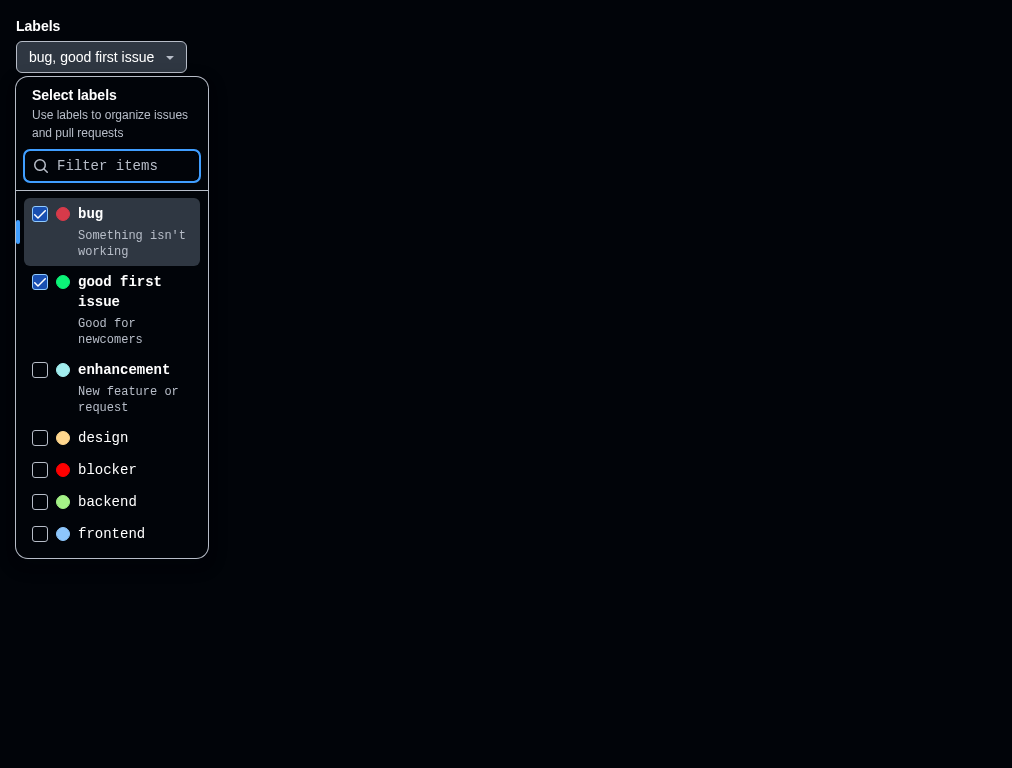 Labels
bug, good first issue
Select labels
Use labels to organize issues
and pull requests
Filter items
bug
Something isn't
working
good first
issue
Good for
newcomers
enhancement
New feature or
request
design
blocker
backend
frontend